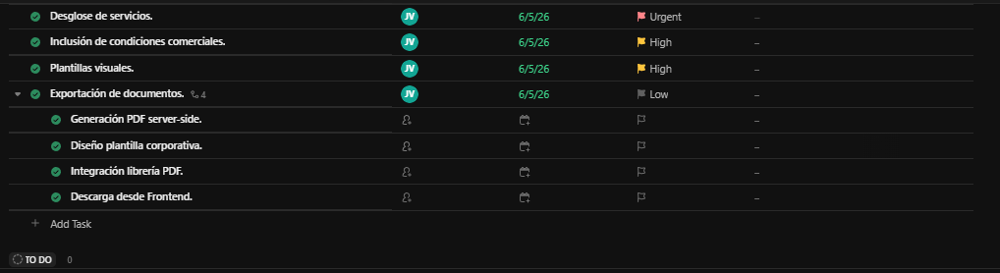 Desglose de servicios. JV 6/5/26 Urgent –
Inclusión de condiciones comerciales. JV 6/5/26 High –
Plantillas visuales. JV 6/5/26 High –
Exportación de documentos. 4 JV 6/5/26 Low –
Generación PDF server-side. –
Diseño plantilla corporativa. –
Integración librería PDF. –
Descarga desde Frontend. –
+ Add Task
TO DO 0